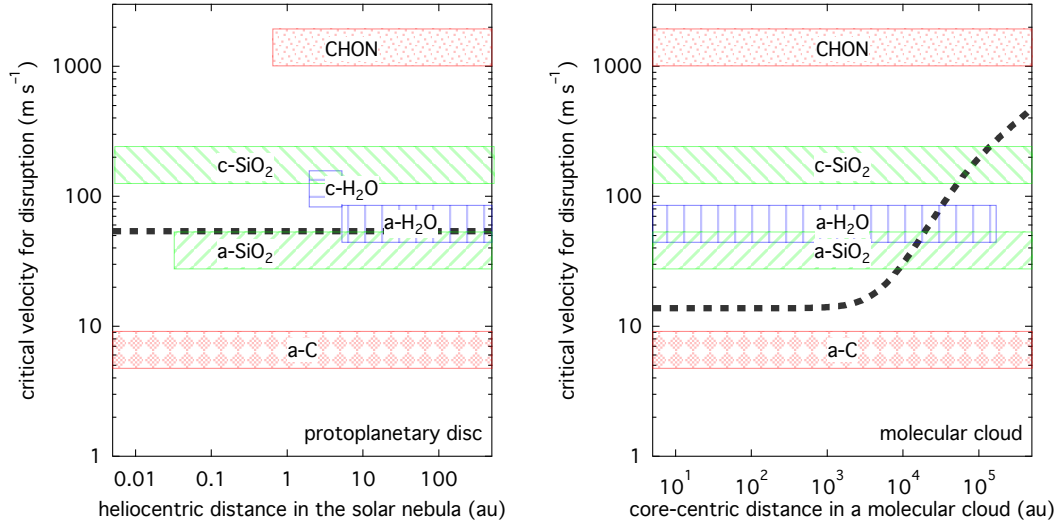 critical velocity for disruption (m s⁻¹)
1000
100
10
1
CHON
c-SiO₂
c-H₂O
a-H₂O
a-SiO₂
a-C
protoplanetary disc
0.01 0.1 1 10 100
heliocentric distance in the solar nebula (au)
critical velocity for disruption (m s⁻¹)
1000
100
10
1
CHON
c-SiO₂
a-H₂O
a-SiO₂
a-C
molecular cloud
10¹ 10² 10³ 10⁴ 10⁵
core-centric distance in a molecular cloud (au)